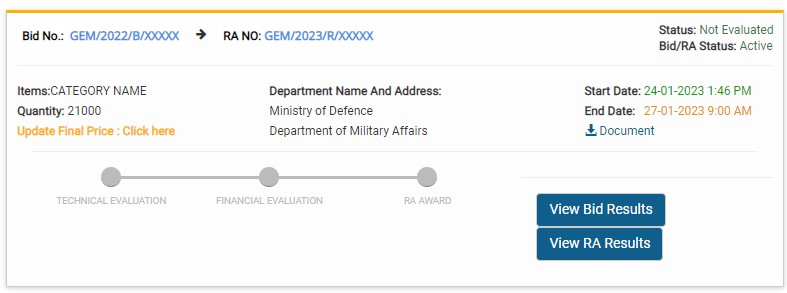 Bid No.: GEM/2022/B/XXXXX → RA NO: GEM/2023/R/XXXXX
Status: Not Evaluated
Bid/RA Status: Active
Items:CATEGORY NAME
Quantity: 21000
Update Final Price : Click here
Department Name And Address:
Ministry of Defence
Department of Military Affairs
Start Date: 24-01-2023 1:46 PM
End Date: 27-01-2023 9:00 AM
Document
TECHNICAL EVALUATION
FINANCIAL EVALUATION
RA AWARD
View Bid Results
View RA Results